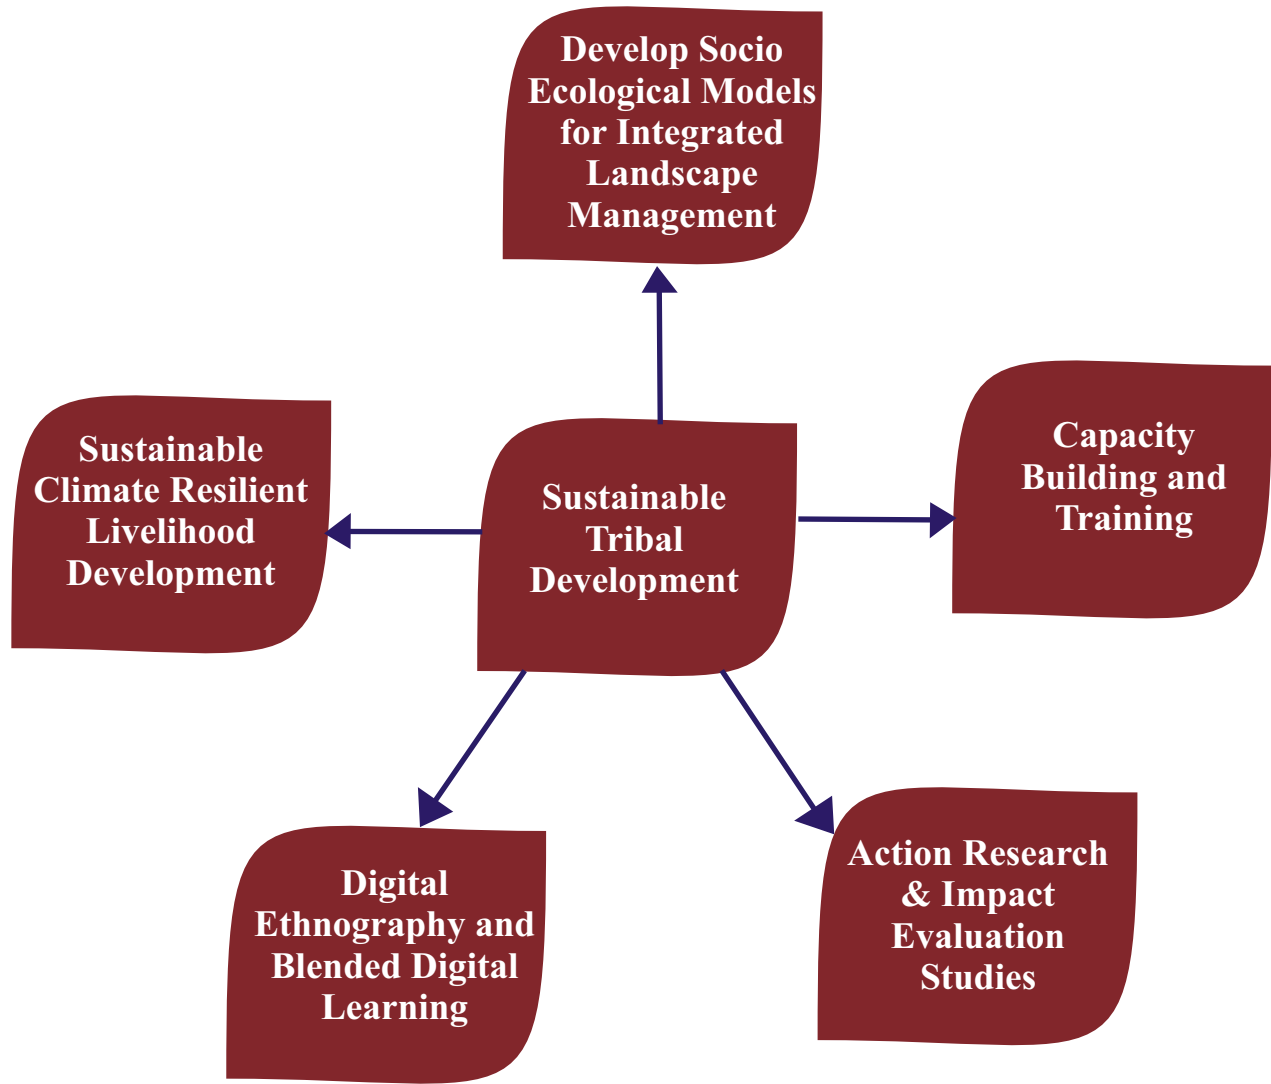 Develop Socio
Ecological Models
for Integrated
Landscape
Management
Sustainable
Climate Resilient
Livelihood
Development
Sustainable
Tribal
Development
Capacity
Building and
Training
Digital
Ethnography and
Blended Digital
Learning
Action Research
& Impact
Evaluation
Studies